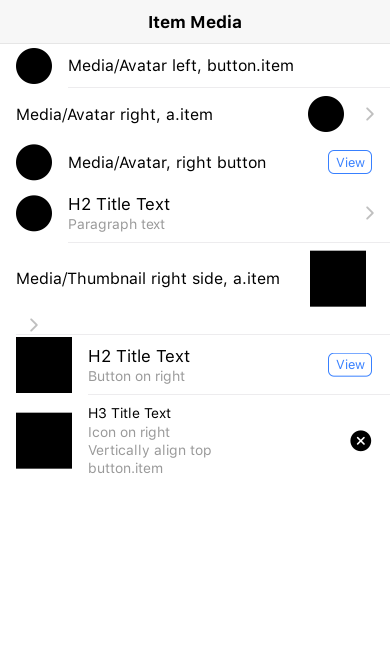 Item Media
Media/Avatar left, button.item
Media/Avatar right, a.item
Media/Avatar, right button
View
H2 Title Text
Paragraph text
Media/Thumbnail right side, a.item
H2 Title Text
Button on right
View
H3 Title Text
Icon on right
Vertically align top
button.item